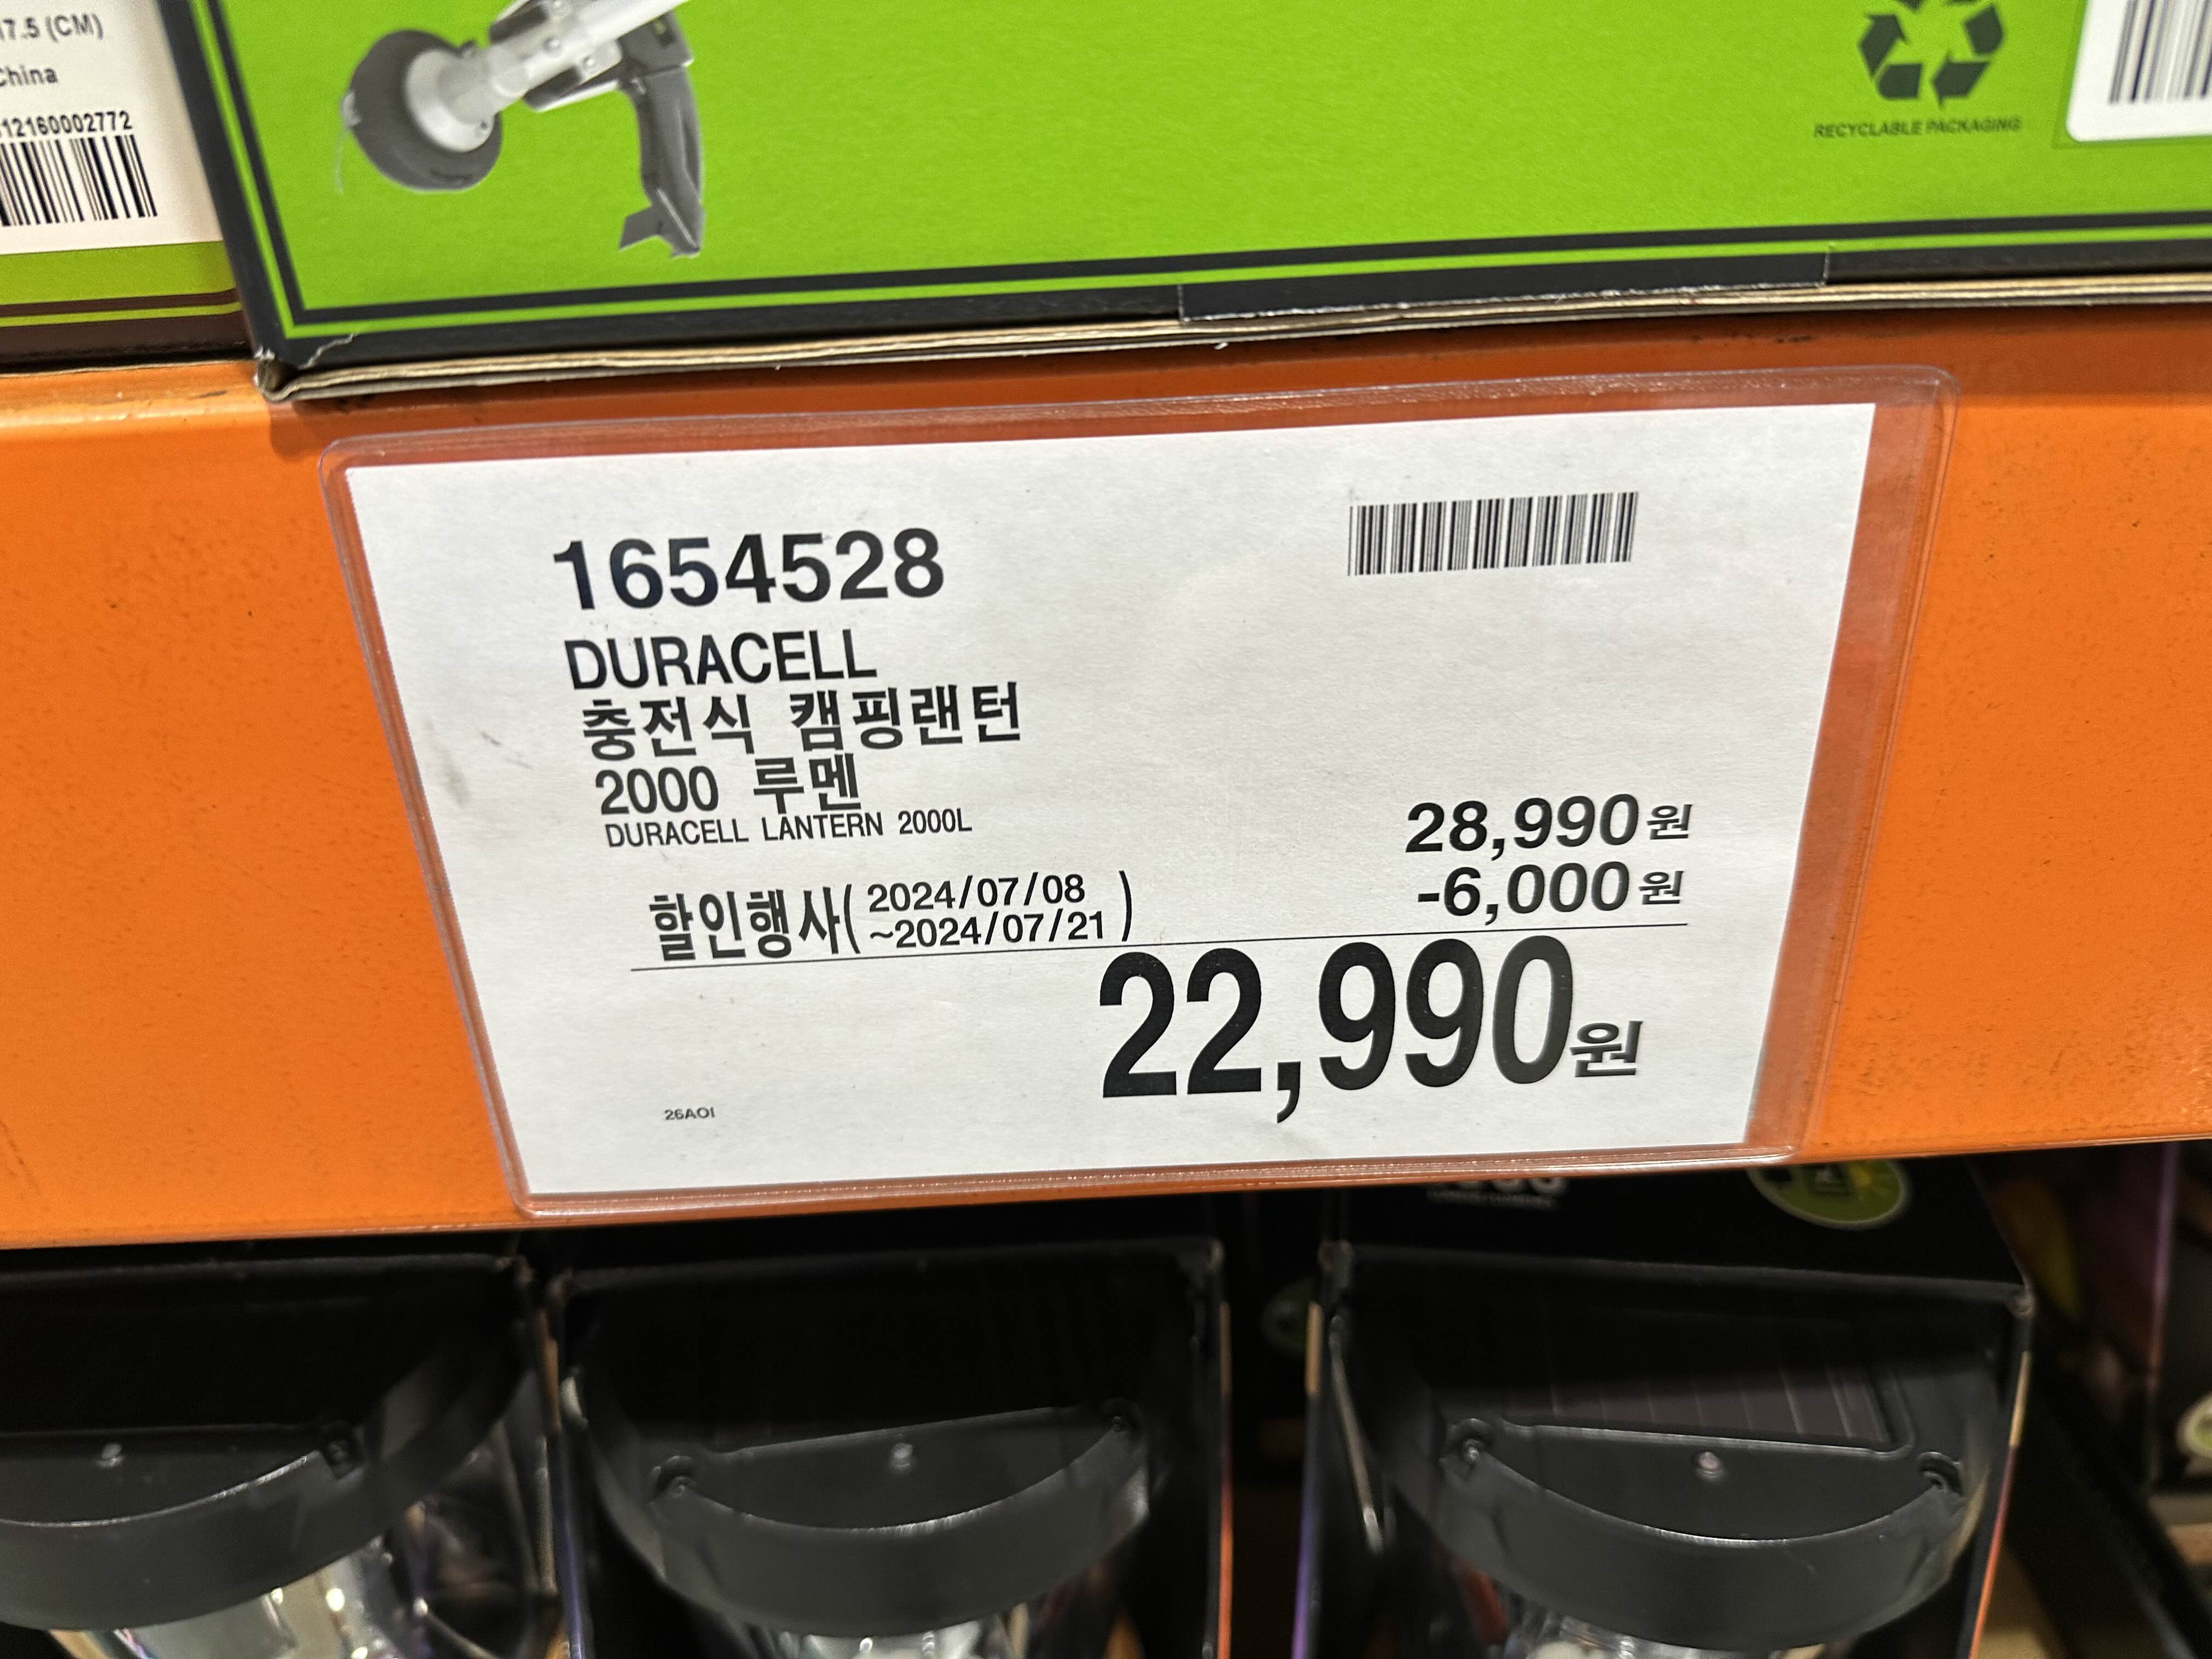 17.5 (CM)
China
12160002772
RECYCLABLE PACKAGING
1654528
DURACELL
충전식 캠핑랜턴
2000 루멘
DURACELL LANTERN 2000L
28,990원
할인행사( 2024/07/08
~2024/07/21 )
-6,000원
22,990원
26AOI